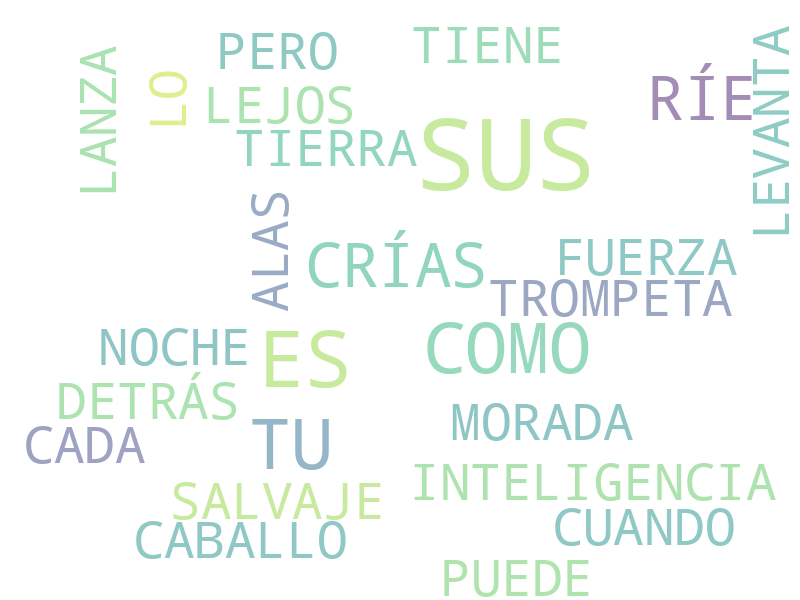 TIENE
LEVANTA
PERO
LANZA
LO
RÍE
LEJOS
SUS
TIERRA
ALAS
CRÍAS
FUERZA
TROMPETA
COMO
NOCHE
ES
DETRÁS
MORADA
TU
CADA
INTELIGENCIA
SALVAJE
CUANDO
CABALLO
PUEDE